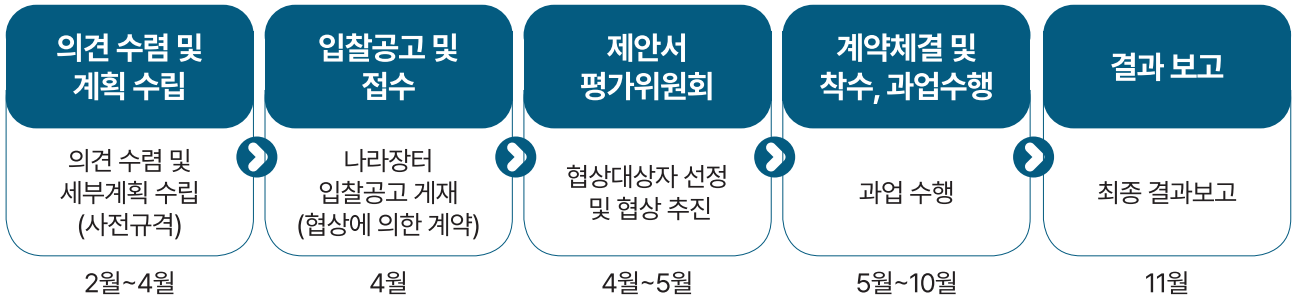 의견 수렴 및
계획 수립
의견 수렴 및
세부계획 수립
(사전규격)
2월~4월
입찰공고 및
접수
나라장터
입찰공고 게재
(협상에 의한 계약)
4월
제안서
평가위원회
협상대상자 선정
및 협상 추진
4월~5월
계약체결 및
착수, 과업수행
과업 수행
5월~10월
결과 보고
최종 결과보고
11월